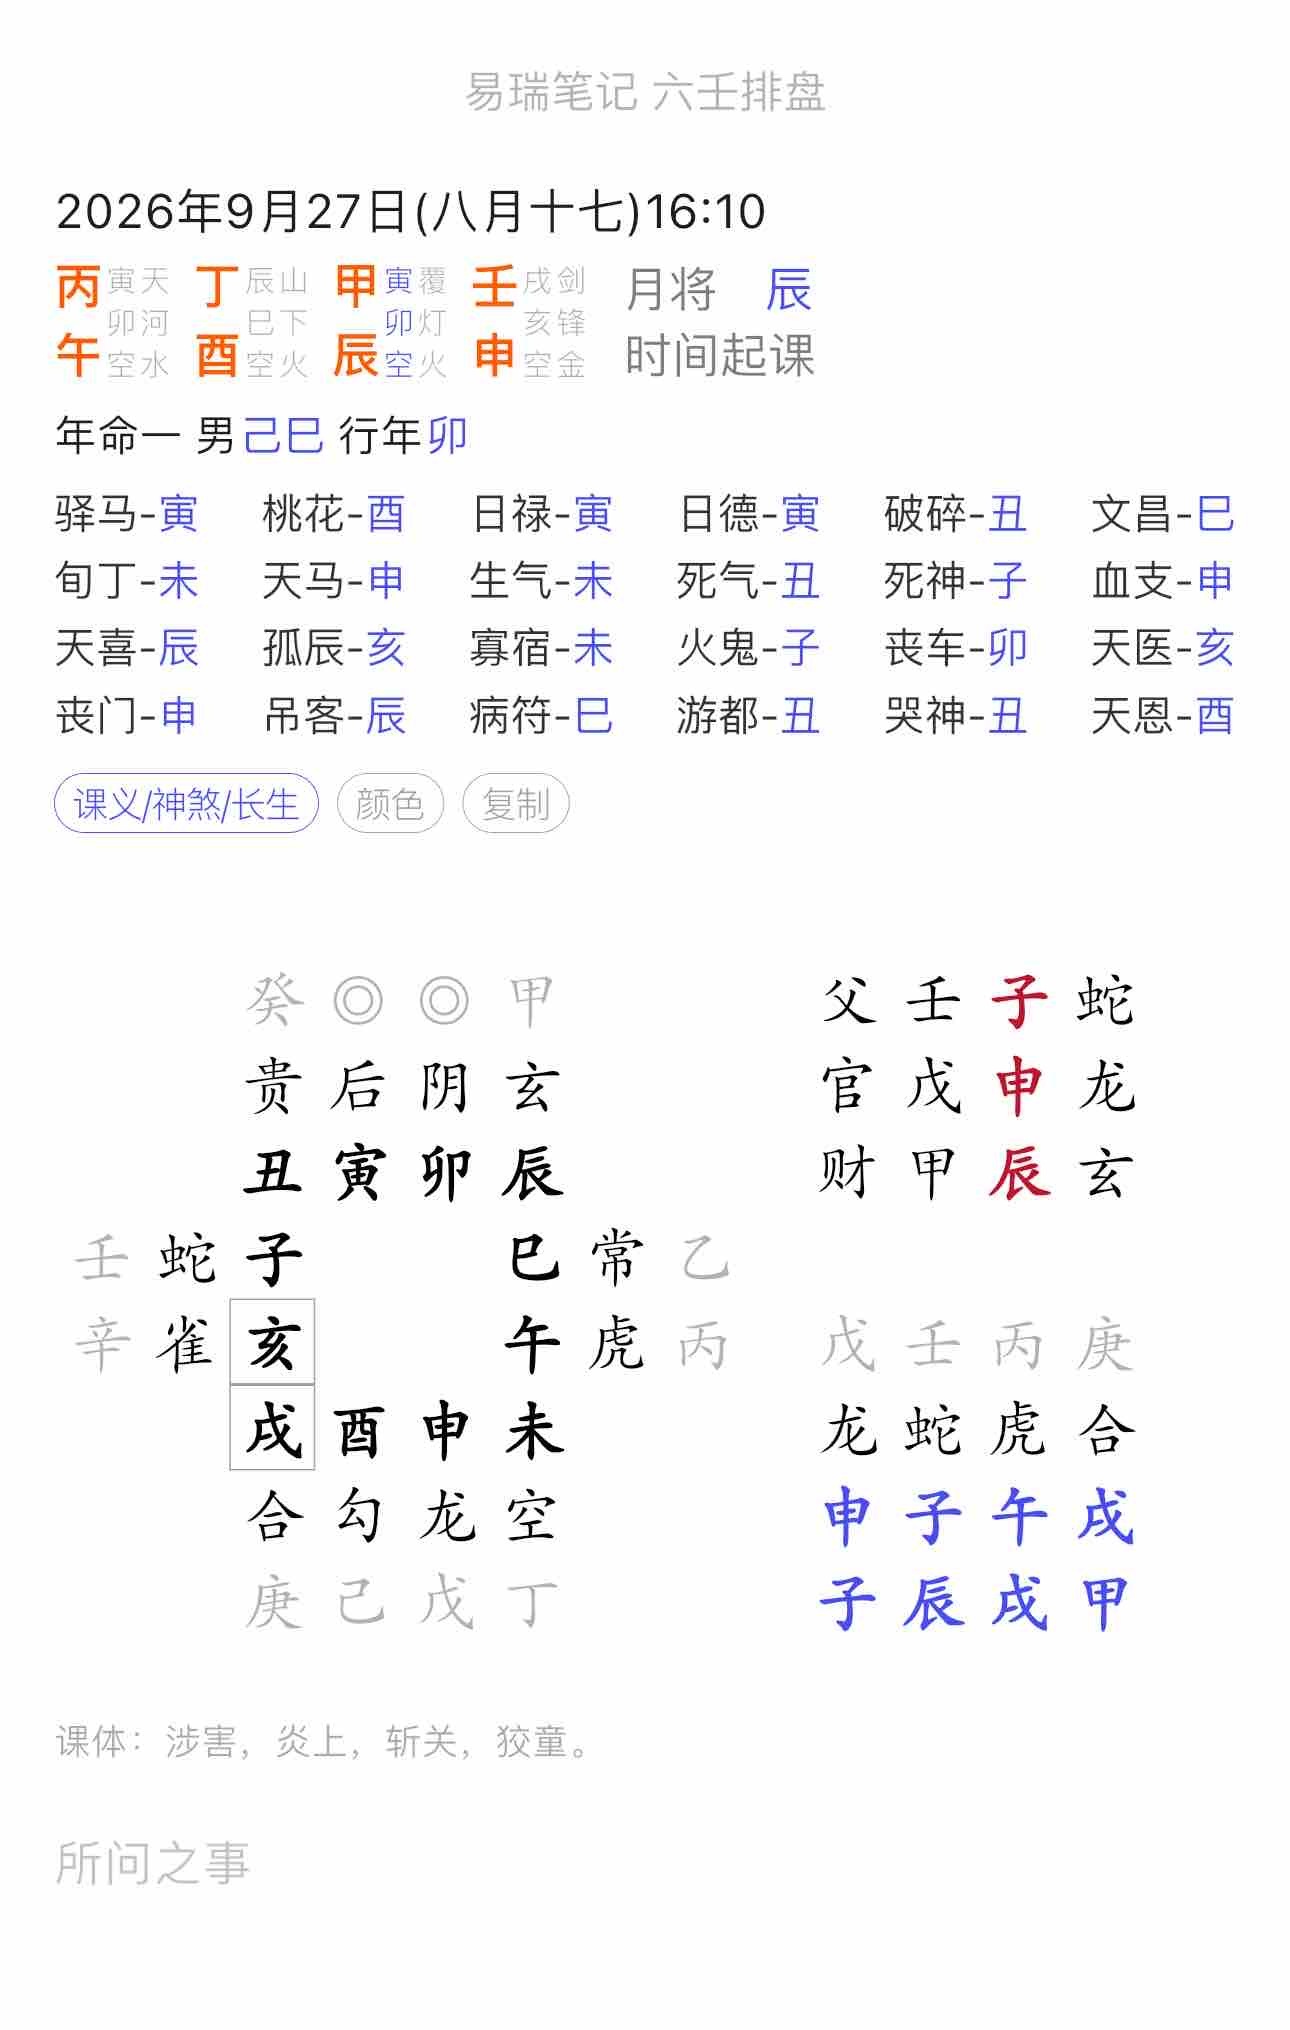 易瑞笔记 六壬排盘
2026年9月27日(八月十七)16:10
丙 寅天 丁 辰山 甲 寅覆 壬 戌剑 月将 辰
卯河 巳下 卯灯 亥锋
午 空水 酉 空火 辰 空火 申 空金 时间起课
年命一 男己巳 行年卯
驿马-寅 桃花-酉 日禄-寅 日德-寅 破碎-丑 文昌-巳
旬丁-未 天马-申 生气-未 死气-丑 死神-子 血支-申
天喜-辰 孤辰-亥 寡宿-未 火鬼-子 丧车-卯 天医-亥
丧门-申 吊客-辰 病符-巳 游都-丑 哭神-丑 天恩-酉
课义/神煞/长生 颜色 复制
癸 ◎ ◎ 甲 父 壬 子 蛇
贵 后 阴 玄 官 戊 申 龙
丑 寅 卯 辰 财 甲 辰 玄
壬 蛇 子 巳 常 乙
辛 雀 亥 午 虎 丙 戊 壬 丙 庚
戌 酉 申 未 龙 蛇 虎 合
合 勾 龙 空 申 子 午 戌
庚 己 戊 丁 子 辰 戌 甲
课体：涉害，炎上，斩关，狡童。
所问之事